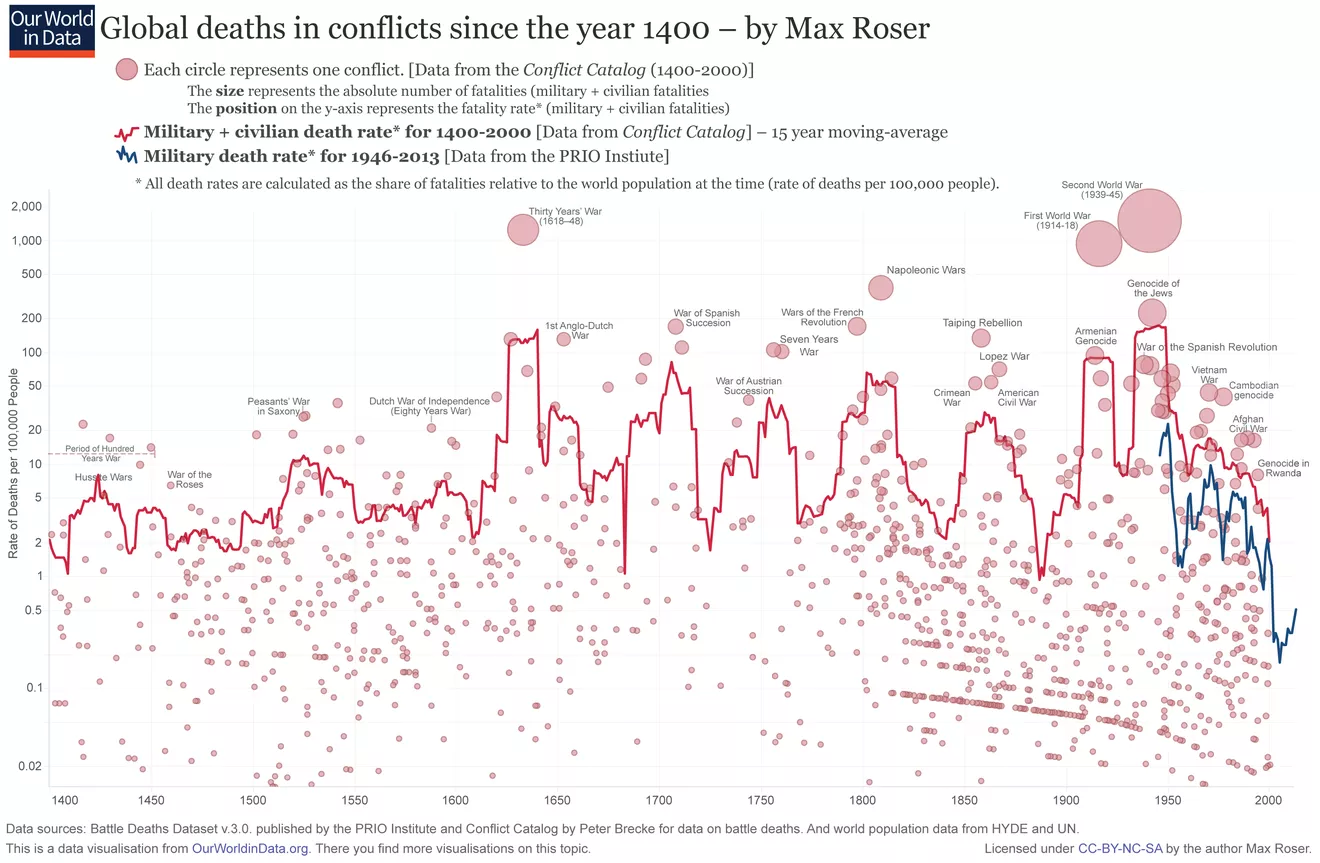 Our World
in Data
Global deaths in conflicts since the year 1400 – by Max Roser
Each circle represents one conflict. [Data from the Conflict Catalog (1400-2000)]
The size represents the absolute number of fatalities (military + civilian fatalities
The position on the y-axis represents the fatality rate* (military + civilian fatalities)
Military + civilian death rate* for 1400-2000 [Data from Conflict Catalog] – 15 year moving-average
Military death rate* for 1946-2013 [Data from the PRIO Instiute]
* All death rates are calculated as the share of fatalities relative to the world population at the time (rate of deaths per 100,000 people).
Rate of Deaths per 100,000 People
2,000
1,000
500
200
100
50
20
10
5
2
1
0.5
0.1
0.02
Period of Hundred
Years War
Hussite Wars
War of the
Roses
Peasants' War
in Saxony
Dutch War of Independence
(Eighty Years War)
Thirty Years' War
(1618–48)
1st Anglo-Dutch
War
War of Spanish
Succesion
War of Austrian
Succession
Seven Years
War
Wars of the French
Revolution
Napoleonic Wars
Taiping Rebellion
Lopez War
Crimean
War
American
Civil War
First World War
(1914-18)
Second World War
(1939-45)
Genocide of
the Jews
Armenian
Genocide
War of the Spanish Revolution
Vietnam
War
Cambodian
genocide
Afghan
Civil War
Genocide in
Rwanda
1400
1450
1500
1550
1600
1650
1700
1750
1800
1850
1900
1950
2000
Data sources: Battle Deaths Dataset v.3.0. published by the PRIO Institute and Conflict Catalog by Peter Brecke for data on battle deaths. And world population data from HYDE and UN.
This is a data visualisation from OurWorldinData.org. There you find more visualisations on this topic.
Licensed under CC-BY-NC-SA by the author Max Roser.